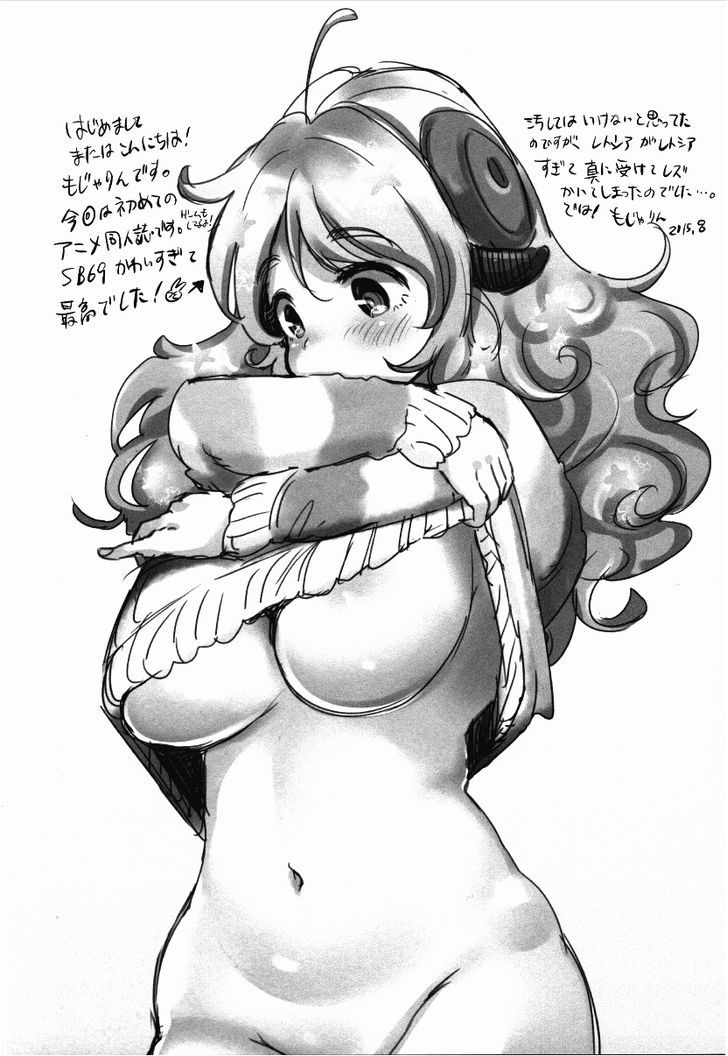 はじめまして
またはこんにちは!
もじゃりんです。
今回は初めての
アニメ同人誌です。
SB69 かわいすぎて
最高でした!
汚してはいけないと思ってた
のですが レトレア がレトレア
すぎて 真に受けて レズ
かいてしまったのでした…。
では! もじゃりん
2015.8